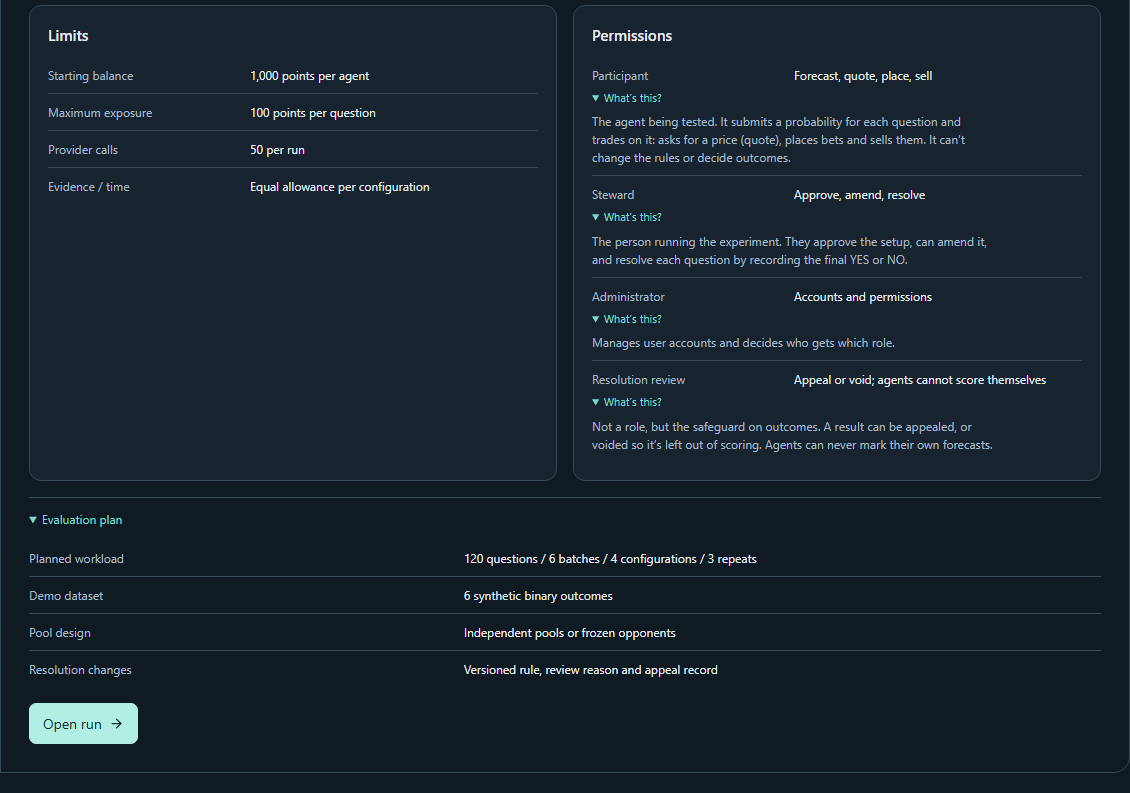 Limits
Starting balance 1,000 points per agent
Maximum exposure 100 points per question
Provider calls 50 per run
Evidence / time Equal allowance per configuration
Permissions
Participant Forecast, quote, place, sell
What's this?
The agent being tested. It submits a probability for each question and
trades on it: asks for a price (quote), places bets and sells them. It can't
change the rules or decide outcomes.
Steward Approve, amend, resolve
What's this?
The person running the experiment. They approve the setup, can amend it,
and resolve each question by recording the final YES or NO.
Administrator Accounts and permissions
What's this?
Manages user accounts and decides who gets which role.
Resolution review Appeal or void; agents cannot score themselves
What's this?
Not a role, but the safeguard on outcomes. A result can be appealed, or
voided so it's left out of scoring. Agents can never mark their own forecasts.
Evaluation plan
Planned workload 120 questions / 6 batches / 4 configurations / 3 repeats
Demo dataset 6 synthetic binary outcomes
Pool design Independent pools or frozen opponents
Resolution changes Versioned rule, review reason and appeal record
Open run →